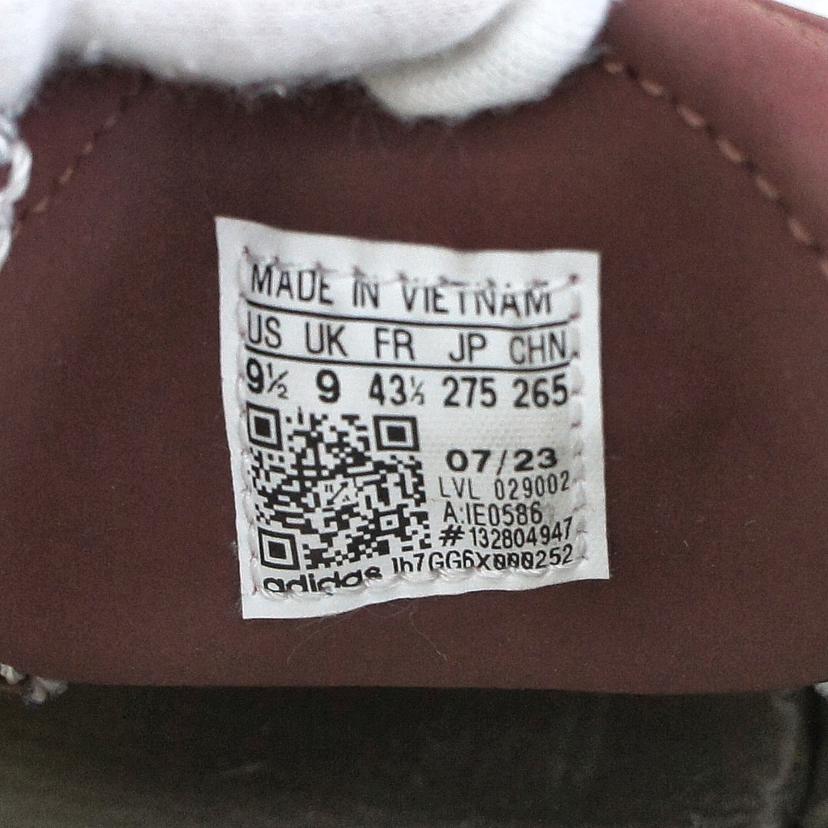 MADE IN VIETNAM
US UK FR JP CHN
9½ 9 43⅓ 275 265
07/23
LVL 029002
A:IE0586
#132804947
adidas Jh7GG6X000252